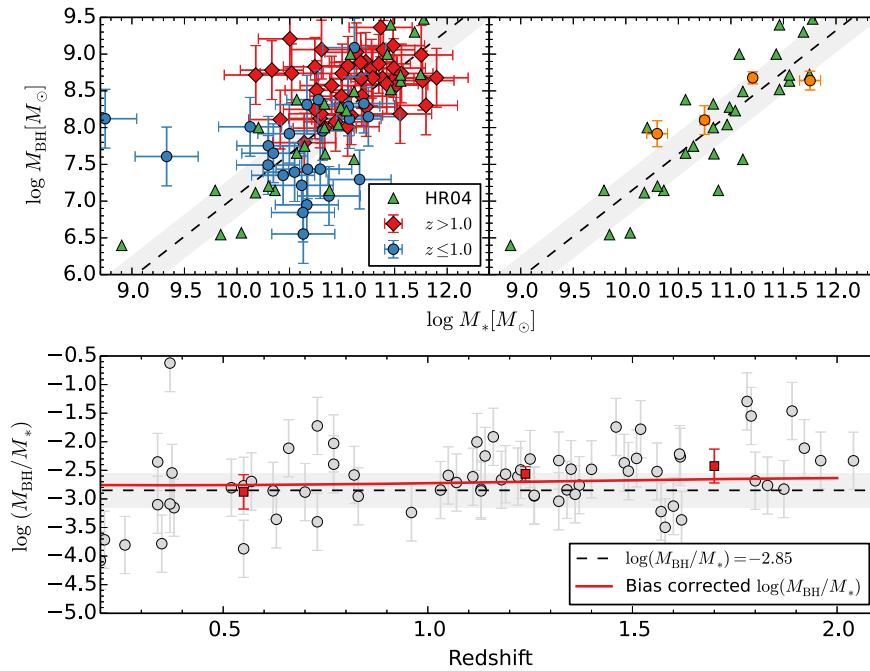 9.5
9.0
8.5
8.0
7.5
7.0
6.5
6.0
log M_BH[M_⊙]
HR04
z>1.0
z≤1.0
9.0 9.5 10.0 10.5 11.0 11.5 12.0
9.0 9.5 10.0 10.5 11.0 11.5 12.0
log M_*[M_⊙]
−0.5
−1.0
−1.5
−2.0
−2.5
−3.0
−3.5
−4.0
−4.5
−5.0
log (M_BH/M_*)
log(M_BH/M_*)=−2.85
Bias corrected log(M_BH/M_*)
0.5 1.0 1.5 2.0
Redshift